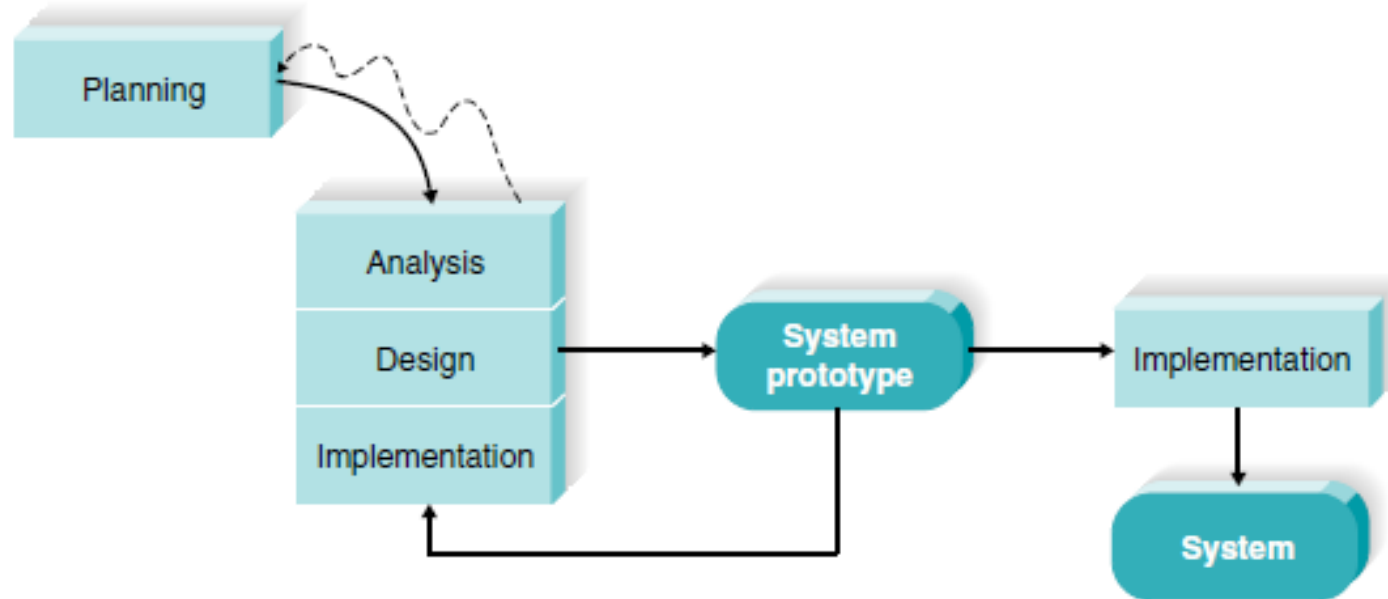 Planning
Analysis
Design
Implementation
System
prototype
Implementation
System